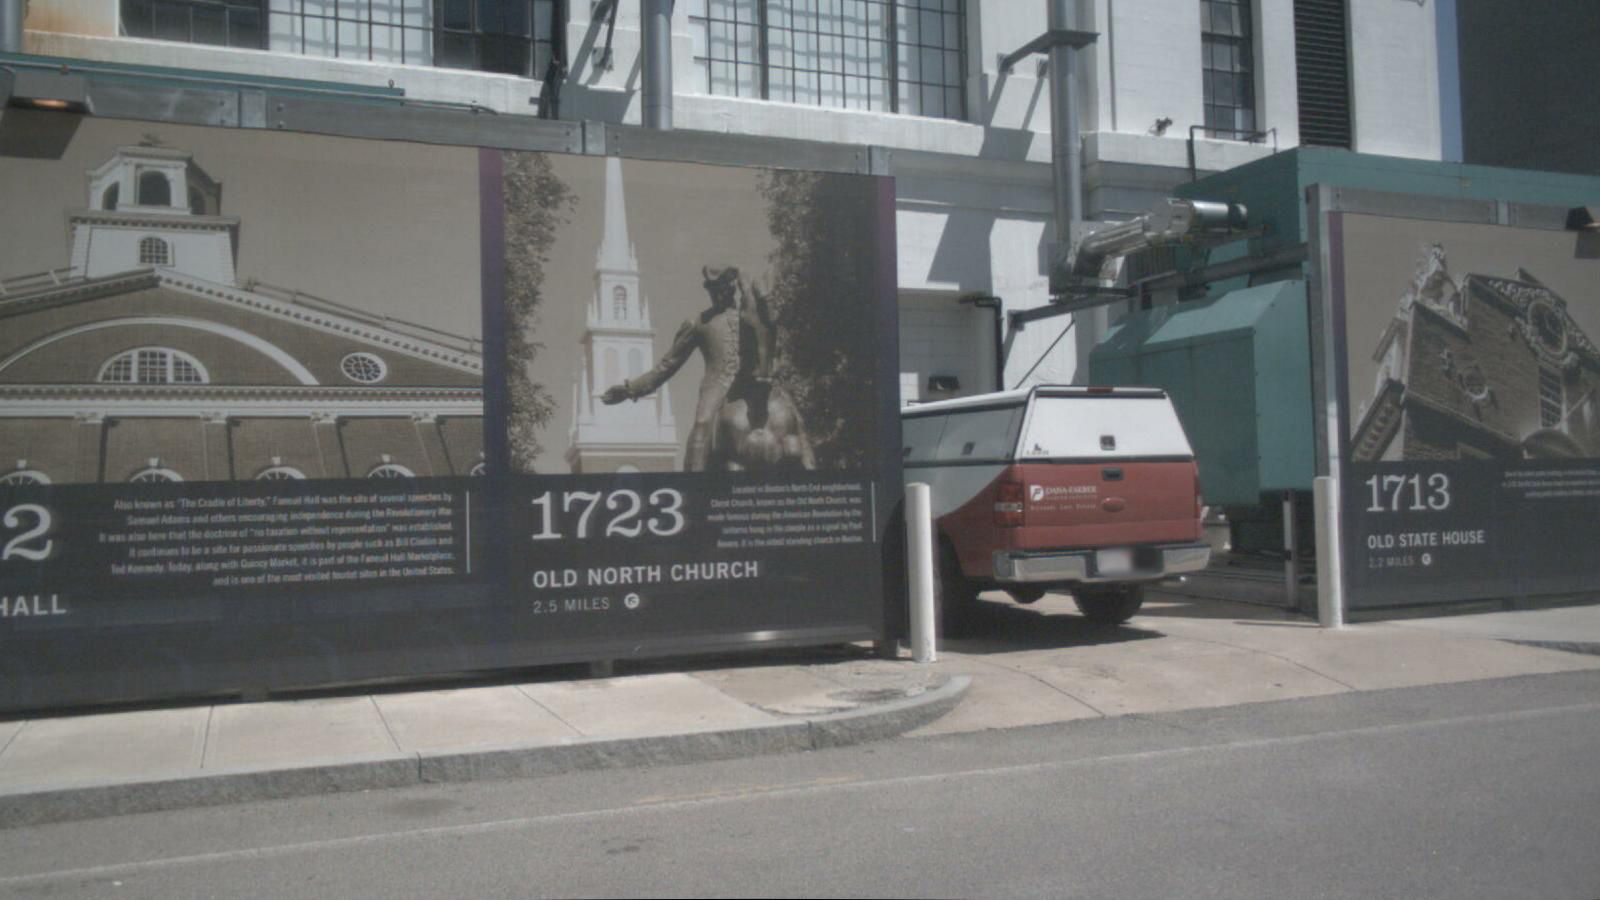 2
HALL
Also known as "The Cradle of Liberty," Faneuil Hall was the site of several speeches by
Samuel Adams and others encouraging independence during the Revolutionary War.
It was also here that the doctrine of "no taxation without representation" was established.
It continues to be a site for passionate speeches by people such as Bill Clinton and
Ted Kennedy. Today, along with Quincy Market, it is part of the Faneuil Hall Marketplace,
and is one of the most visited tourist sites in the United States.
1723
OLD NORTH CHURCH
2.5 MILES
Located in Boston's North End neighborhood,
Christ Church, known as the Old North Church, was
made famous during the American Revolution by the
lanterns hung in the steeple as a signal by Paul
Revere. It is the oldest standing church in Boston.
DANA-FARBER
1713
OLD STATE HOUSE
2.2 MILES